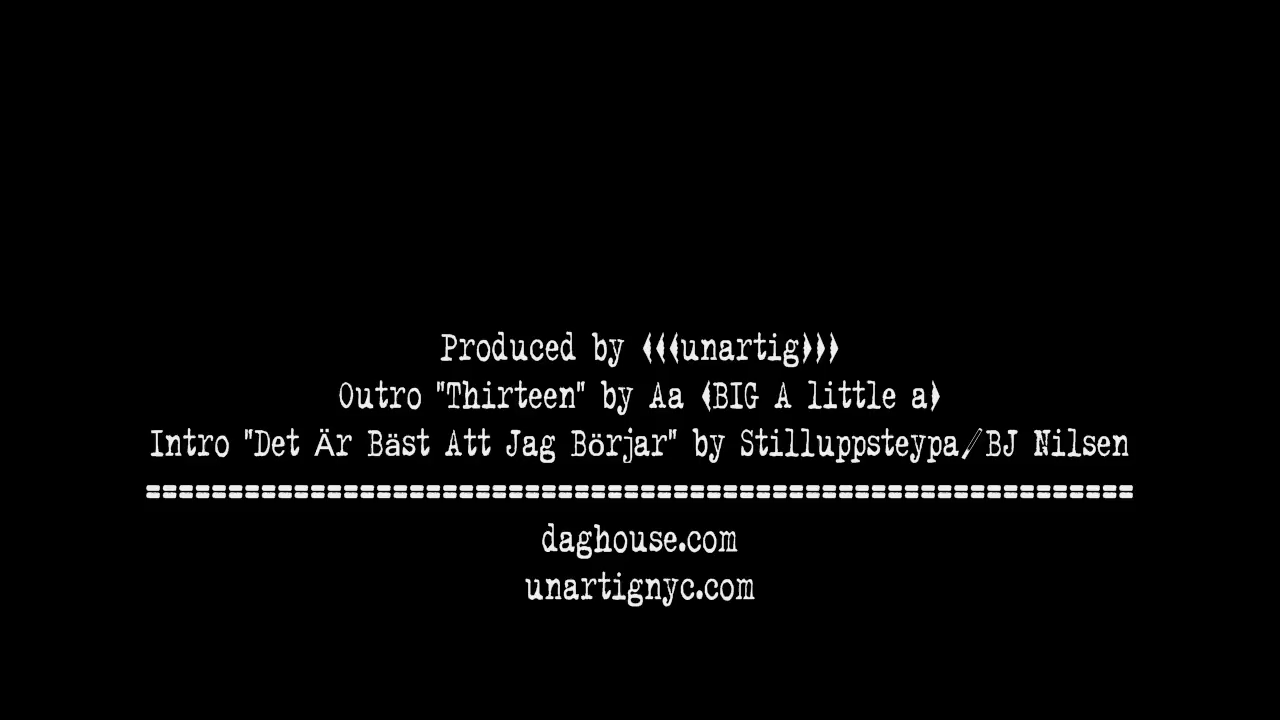 Produced by (((unartig)))
Outro "Thirteen" by Aa (BIG A little a)
Intro "Det Är Bäst Att Jag Börjar" by Stilluppsteypa/BJ Nilsen
============================================================
daghouse.com
unartignyc.com